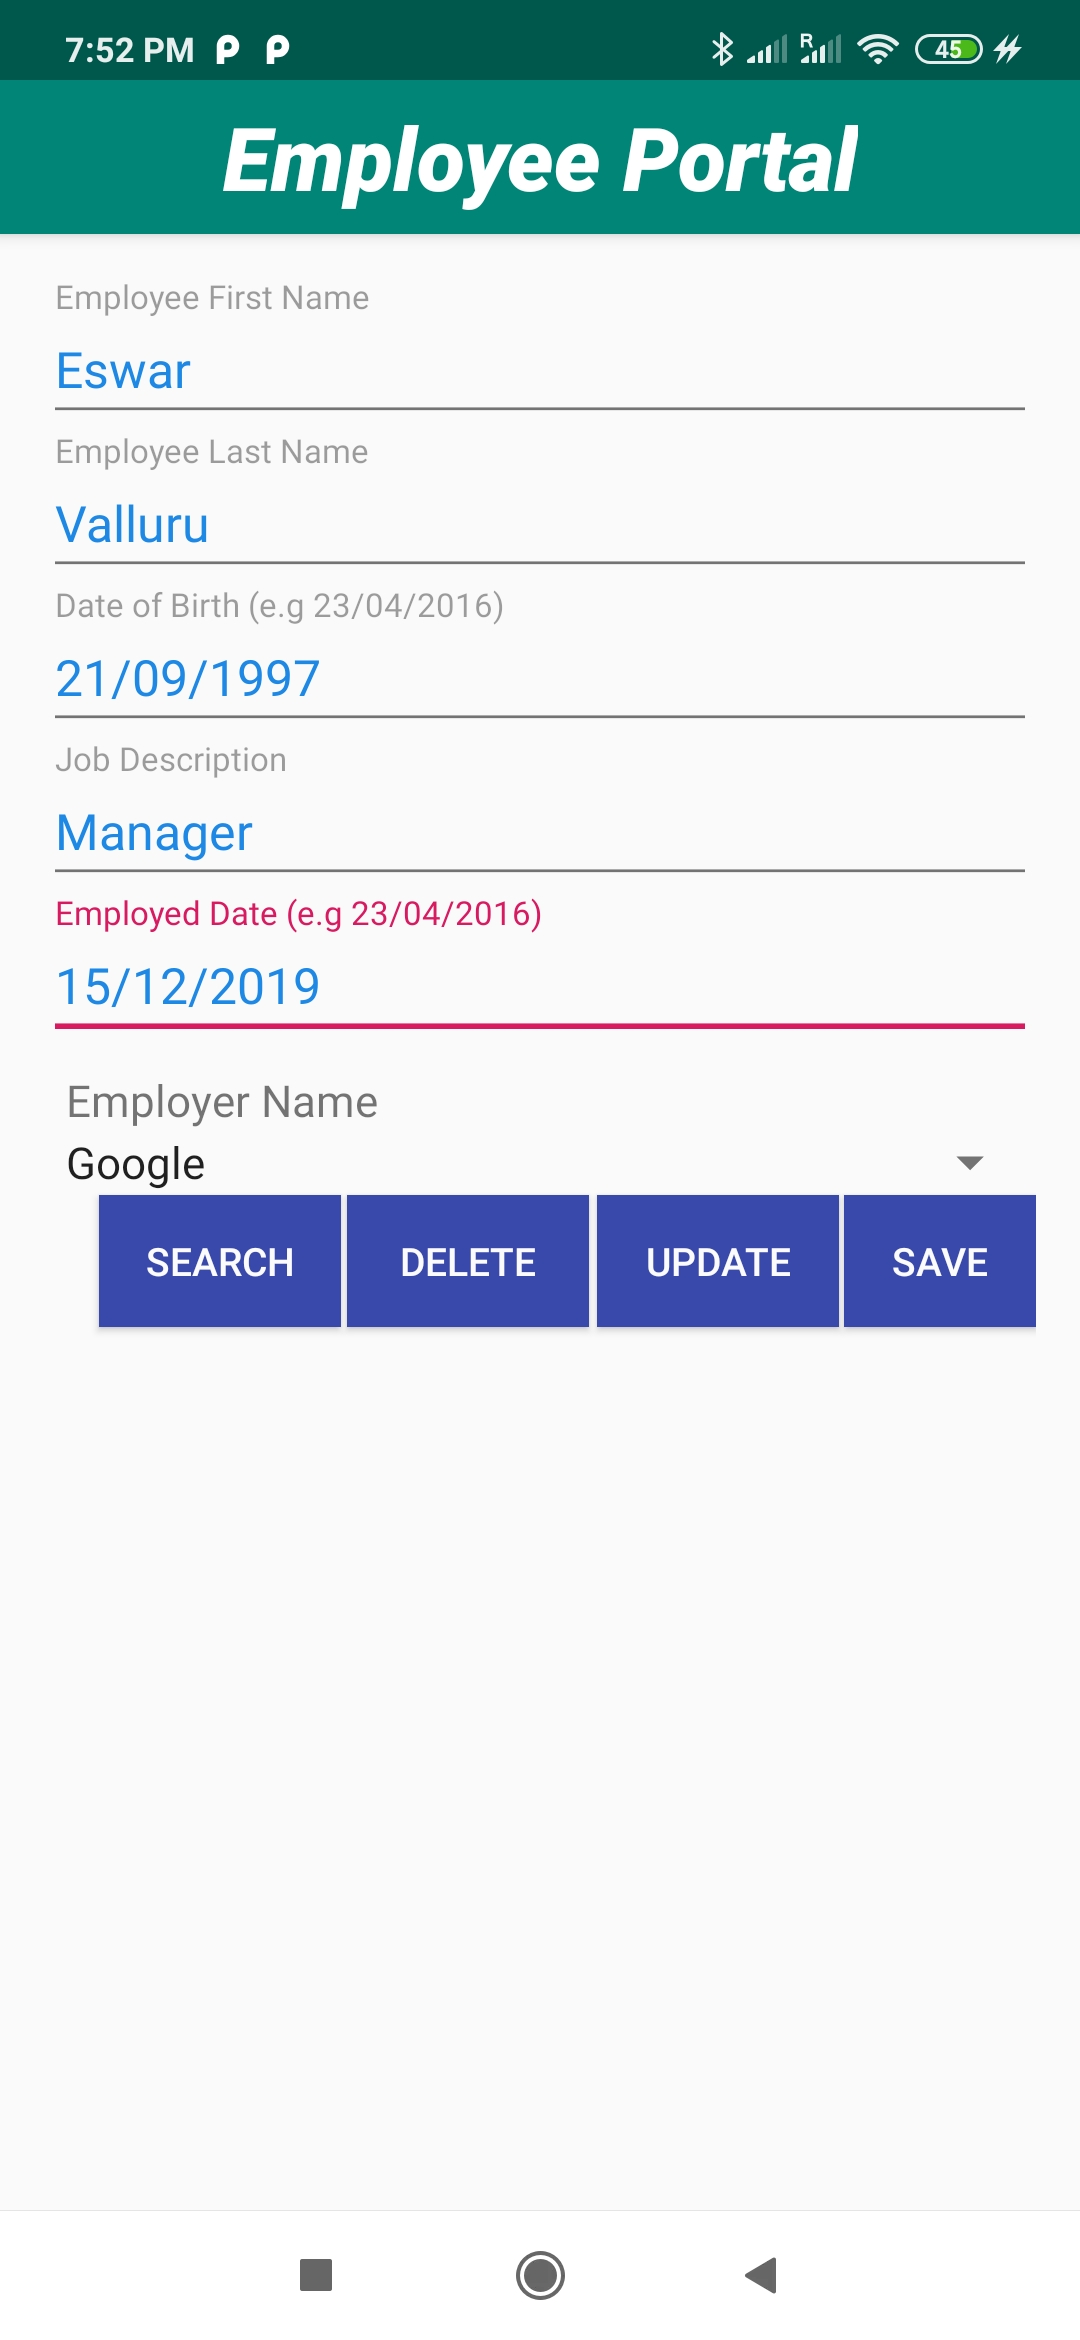 7:52 PM
R 45
Employee Portal
Employee First Name
Eswar
Employee Last Name
Valluru
Date of Birth (e.g 23/04/2016)
21/09/1997
Job Description
Manager
Employed Date (e.g 23/04/2016)
15/12/2019
Employer Name
Google
SEARCH DELETE UPDATE SAVE